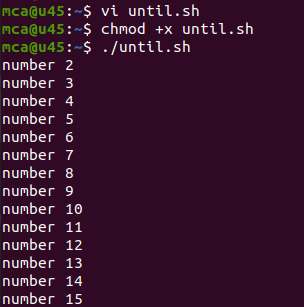 mca@u45:~$ vi until.sh
mca@u45:~$ chmod +x until.sh
mca@u45:~$ ./until.sh
number 2
number 3
number 4
number 5
number 6
number 7
number 8
number 9
number 10
number 11
number 12
number 13
number 14
number 15